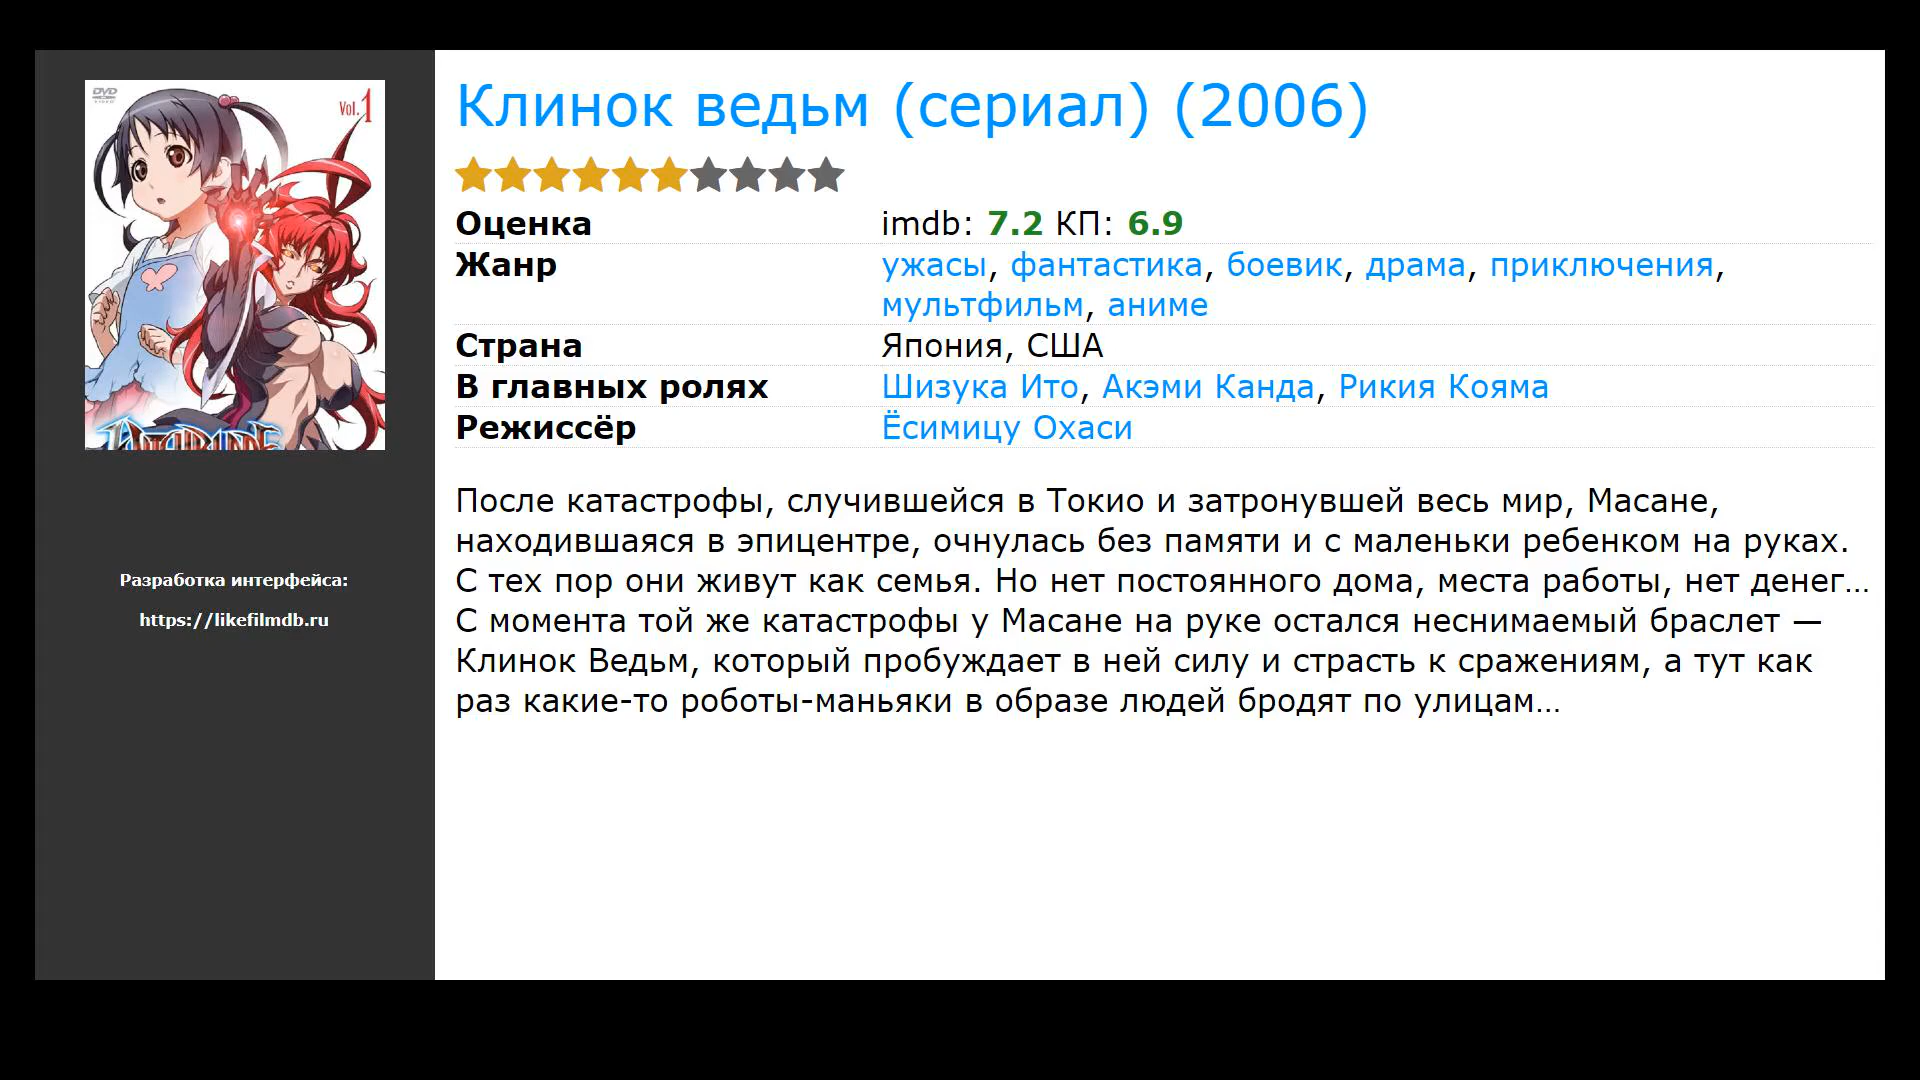 DVD
VIDEO
Vol.1
Разработка интерфейса:
https://likefilmdb.ru
Клинок ведьм (сериал) (2006)
Оценка imdb: 7.2 КП: 6.9
Жанр ужасы, фантастика, боевик, драма, приключения,
мультфильм, аниме
Страна Япония, США
В главных ролях Шизука Ито, Акэми Канда, Рикия Кояма
Режиссёр Ёсимицу Охаси
После катастрофы, случившейся в Токио и затронувшей весь мир, Масане,
находившаяся в эпицентре, очнулась без памяти и с маленьки ребенком на руках.
С тех пор они живут как семья. Но нет постоянного дома, места работы, нет денег…
С момента той же катастрофы у Масане на руке остался неснимаемый браслет —
Клинок Ведьм, который пробуждает в ней силу и страсть к сражениям, а тут как
раз какие-то роботы-маньяки в образе людей бродят по улицам…